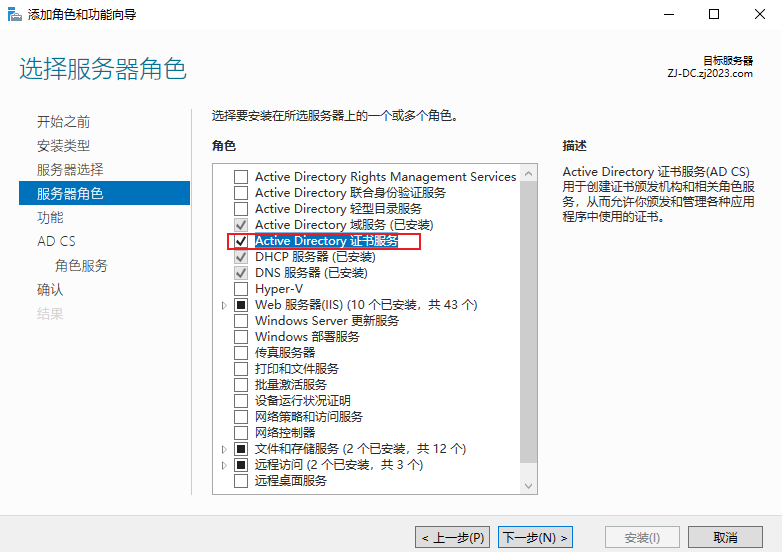 添加角色和功能向导
选择服务器角色
目标服务器
ZJ-DC.zj2023.com
开始之前
安装类型
服务器选择
服务器角色
功能
AD CS
角色服务
确认
结果
选择要安装在所选服务器上的一个或多个角色。
角色
Active Directory Rights Management Services
Active Directory 联合身份验证服务
Active Directory 轻型目录服务
Active Directory 域服务 (已安装)
Active Directory 证书服务
DHCP 服务器 (已安装)
DNS 服务器 (已安装)
Hyper-V
Web 服务器(IIS) (10 个已安装，共 43 个)
Windows Server 更新服务
Windows 部署服务
传真服务器
打印和文件服务
批量激活服务
设备运行状况证明
网络策略和访问服务
网络控制器
文件和存储服务 (2 个已安装，共 12 个)
远程访问 (2 个已安装，共 3 个)
远程桌面服务
描述
Active Directory 证书服务(AD CS)
用于创建证书颁发机构和相关角色服
务，从而允许你颁发和管理各种应用
程序中使用的证书。
< 上一步(P)
下一步(N) >
安装(I)
取消